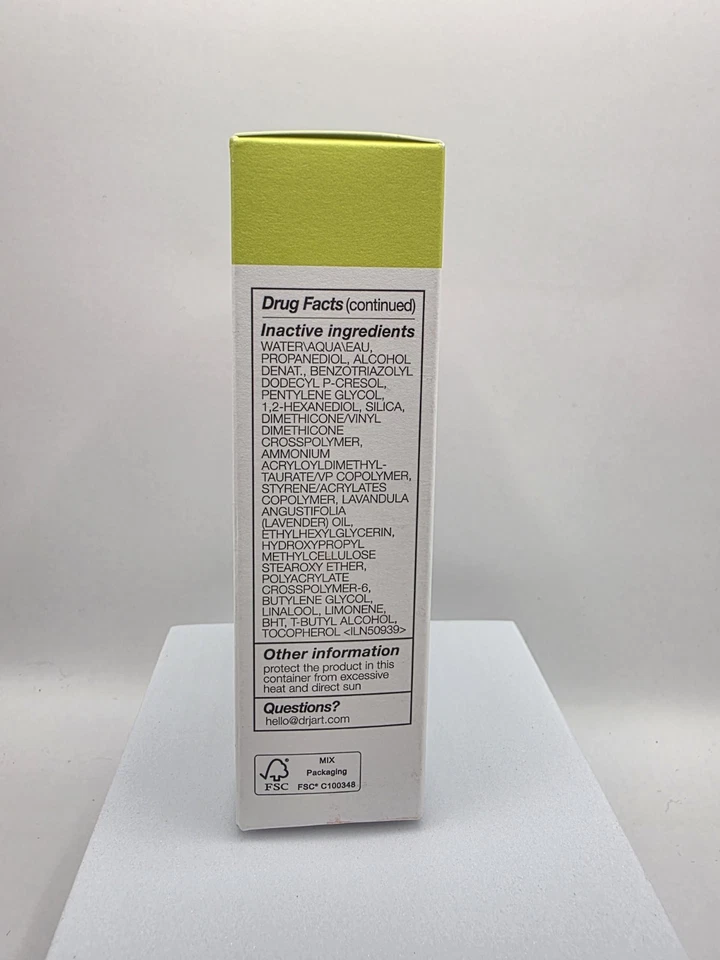 Drug Facts (continued)
Inactive ingredients
WATER\AQUA\EAU,
PROPANEDIOL, ALCOHOL
DENAT., BENZOTRIAZOLYL
DODECYL P-CRESOL,
PENTYLENE GLYCOL,
1,2-HEXANEDIOL, SILICA,
DIMETHICONE/VINYL
DIMETHICONE
CROSSPOLYMER,
AMMONIUM
ACRYLOYLDIMETHYL-
TAURATE/VP COPOLYMER,
STYRENE/ACRYLATES
COPOLYMER, LAVANDULA
ANGUSTIFOLIA
(LAVENDER) OIL,
ETHYLHEXYLGLYCERIN,
HYDROXYPROPYL
METHYLCELLULOSE
STEAROXY ETHER,
POLYACRYLATE
CROSSPOLYMER-6,
BUTYLENE GLYCOL,
LINALOOL, LIMONENE,
BHT, T-BUTYL ALCOHOL,
TOCOPHEROL <ILN50939>
Other information
protect the product in this
container from excessive
heat and direct sun
Questions?
hello@drjart.com
MIX
Packaging
FSC® C100348
FSC